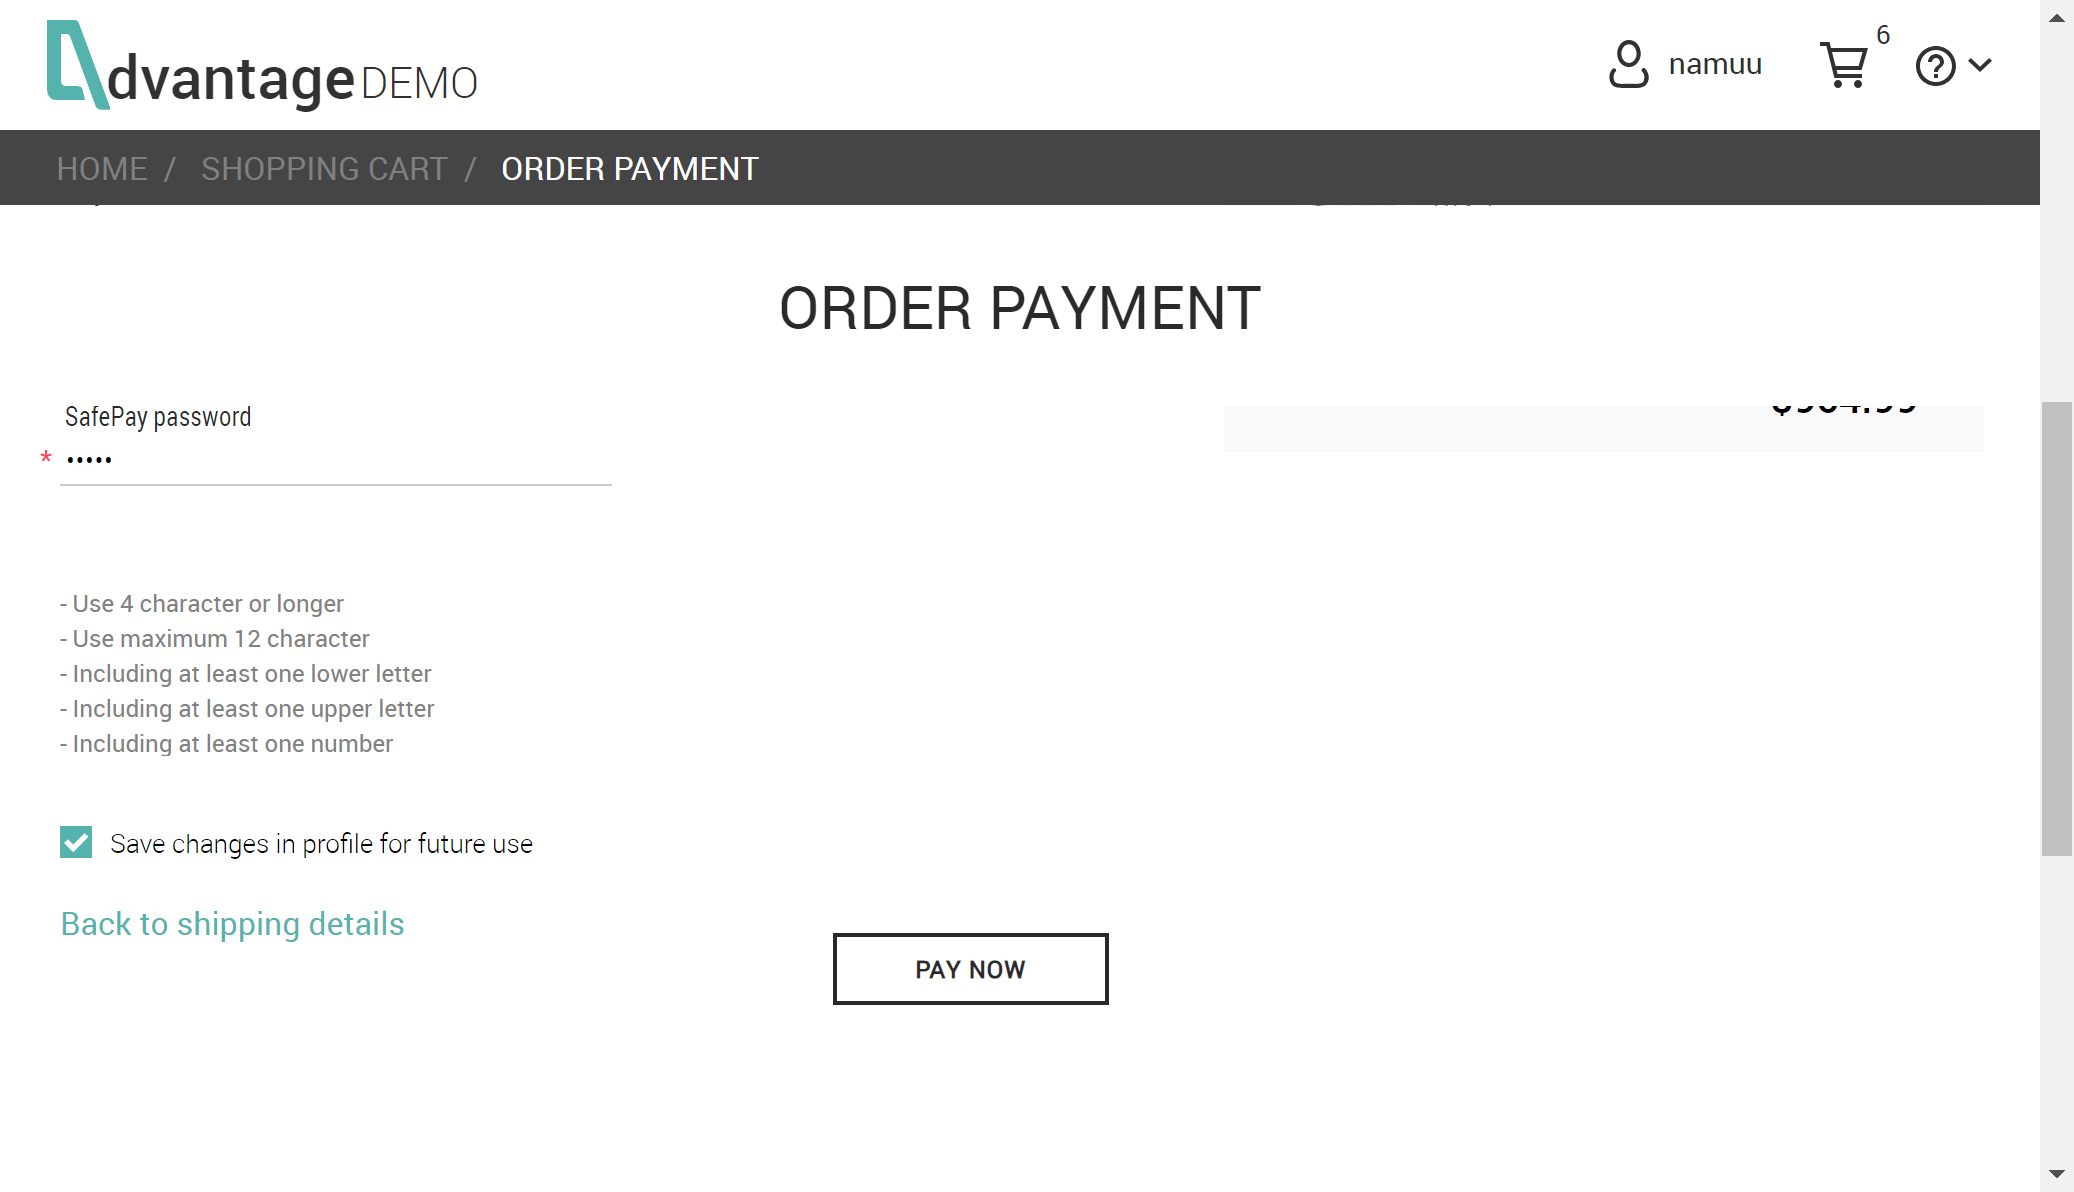 dvantage DEMO
namuu
6
HOME / SHOPPING CART / ORDER PAYMENT
ORDER PAYMENT
SafePay password
* •••••
- Use 4 character or longer
- Use maximum 12 character
- Including at least one lower letter
- Including at least one upper letter
- Including at least one number
Save changes in profile for future use
Back to shipping details
PAY NOW